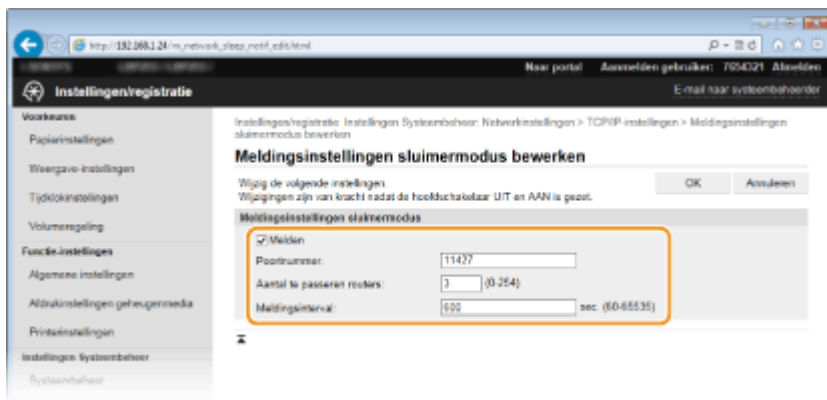 http://192.168.1.24/m_network_sleep_notif_edit.html
Naar portal Aanmelden gebruiker: 7654321 Afmelden
Instellingen/registratie
E-mail naar systeembeheerder
Voorkeuren
Papierinstellingen
Weergave-instellingen
Tijdklokinstellingen
Volumeregeling
Functie-instellingen
Algemene instellingen
Afdrukinstellingen geheugenmedia
Printerinstellingen
Instellingen Systeembeheer
Systeembeheer
Instellingen/registratie: Instellingen Systeembeheer: Netwerkinstellingen > TCP/IP-instellingen > Meldingsinstellingen
sluimermodus bewerken
Meldingsinstellingen sluimermodus bewerken
Wijzig de volgende instellingen.
Wijzigingen zijn van kracht nadat de hoofdschakelaar UIT en AAN is gezet.
OK Annuleren
Meldingsinstellingen sluimermodus
Melden
Poortnummer: 11427
Aantal te passeren routers: 3 (0-254)
Meldingsinterval: 600 sec. (60-65535)